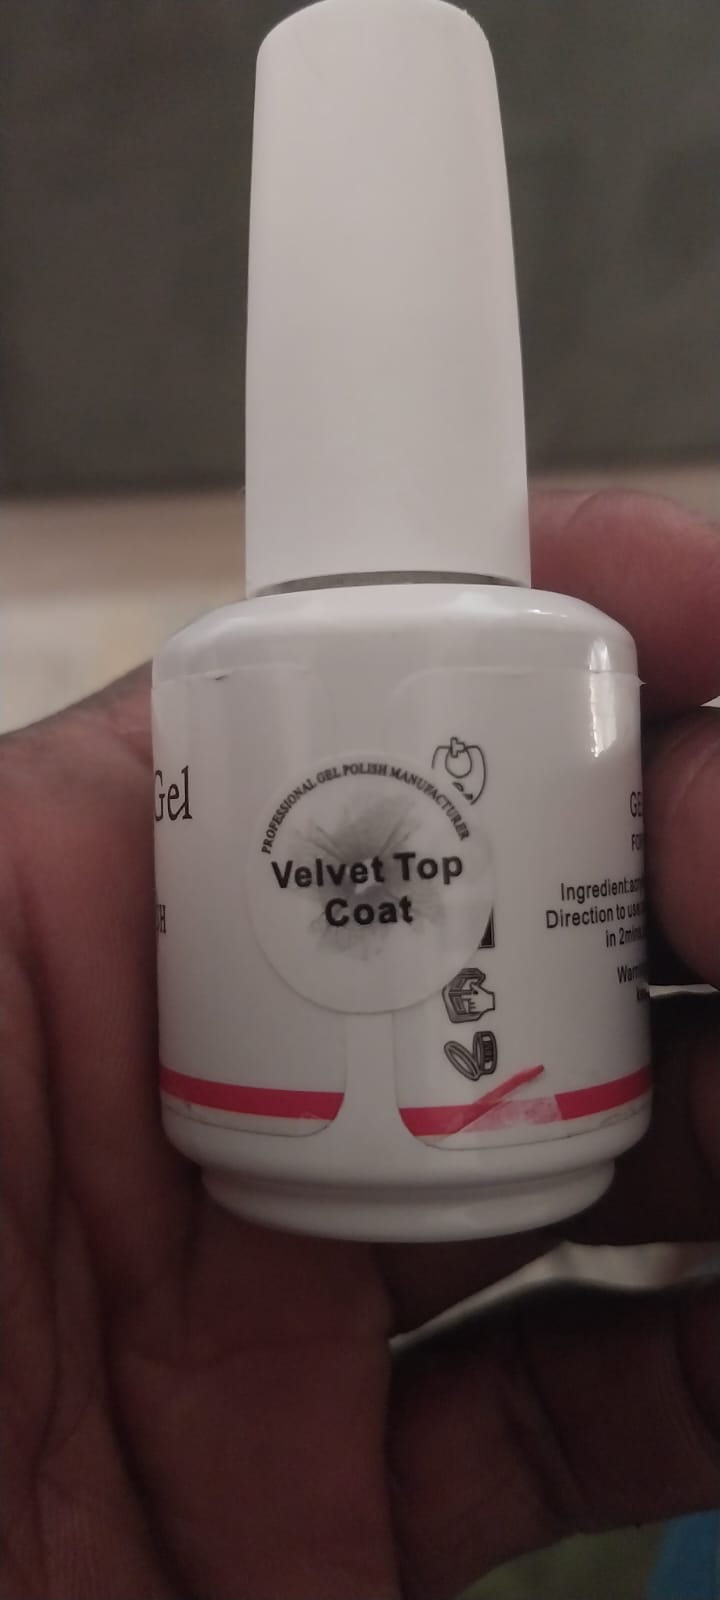 Gel
PROFESSIONAL GEL POLISH MANUFACTURER
Velvet Top
Coat
Ingredient:
Direction to use
in 2mins